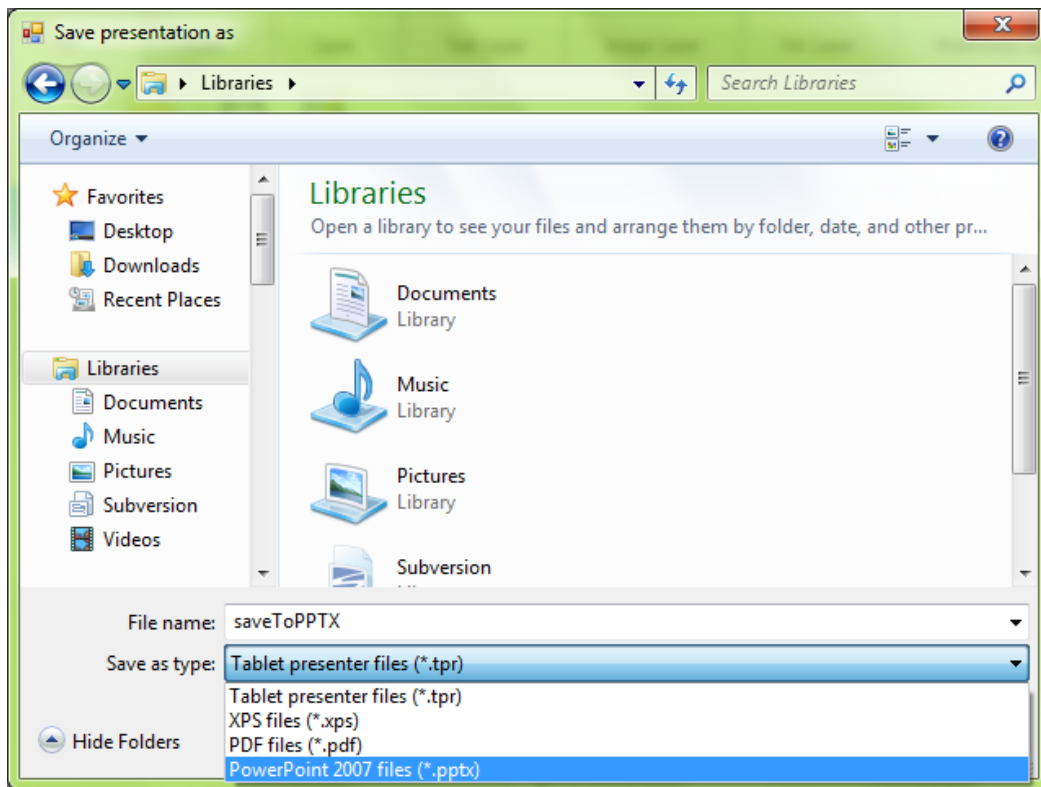 Save presentation as
Libraries
Search Libraries
Organize
Favorites
Desktop
Downloads
Recent Places
Libraries
Documents
Music
Pictures
Subversion
Videos
Libraries
Open a library to see your files and arrange them by folder, date, and other pr...
Documents
Library
Music
Library
Pictures
Library
Subversion
File name: saveToPPTX
Save as type: Tablet presenter files (*.tpr)
Tablet presenter files (*.tpr)
XPS files (*.xps)
PDF files (*.pdf)
PowerPoint 2007 files (*.pptx)
Hide Folders